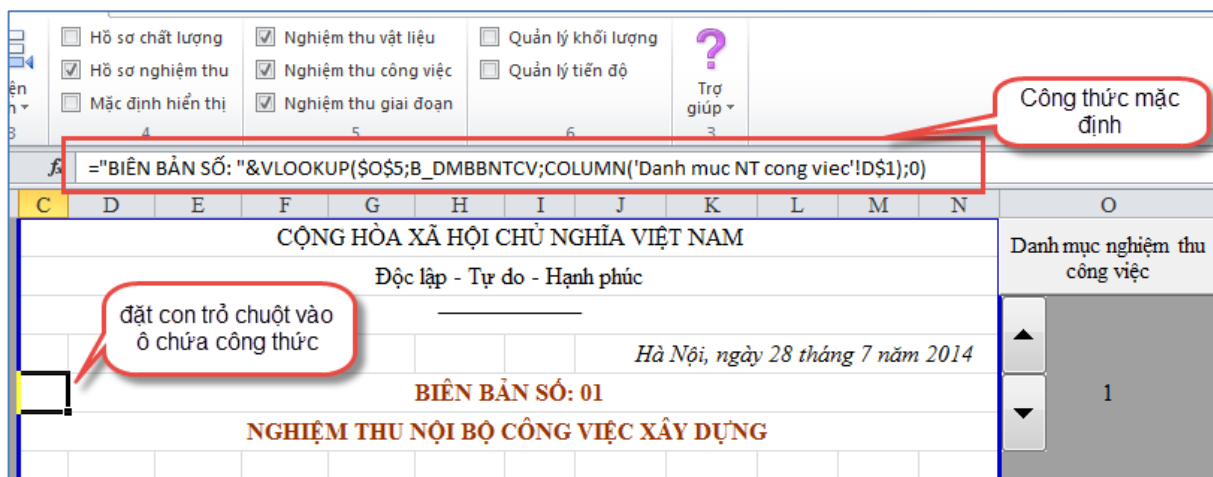 Hồ sơ chất lượng
Nghiệm thu vật liệu
Quản lý khối lượng
Hồ sơ nghiệm thu
Nghiệm thu công việc
Quản lý tiến độ
Mặc định hiển thị
Nghiệm thu giai đoạn
Trợ
giúp
4
5
6
3
Công thức mặc
định
="BIÊN BẢN SỐ: "&VLOOKUP($O$5;B_DMBBNTCV;COLUMN('Danh muc NT cong viec'!D$1);0)
C D E F G H I J K L M N O
CỘNG HÒA XÃ HỘI CHỦ NGHĨA VIỆT NAM
Độc lập - Tự do - Hạnh phúc
Danh mục nghiệm thu
công việc
đặt con trỏ chuột vào
ô chứa công thức
Hà Nội, ngày 28 tháng 7 năm 2014
BIÊN BẢN SỐ: 01
1
NGHIỆM THU NỘI BỘ CÔNG VIỆC XÂY DỰNG